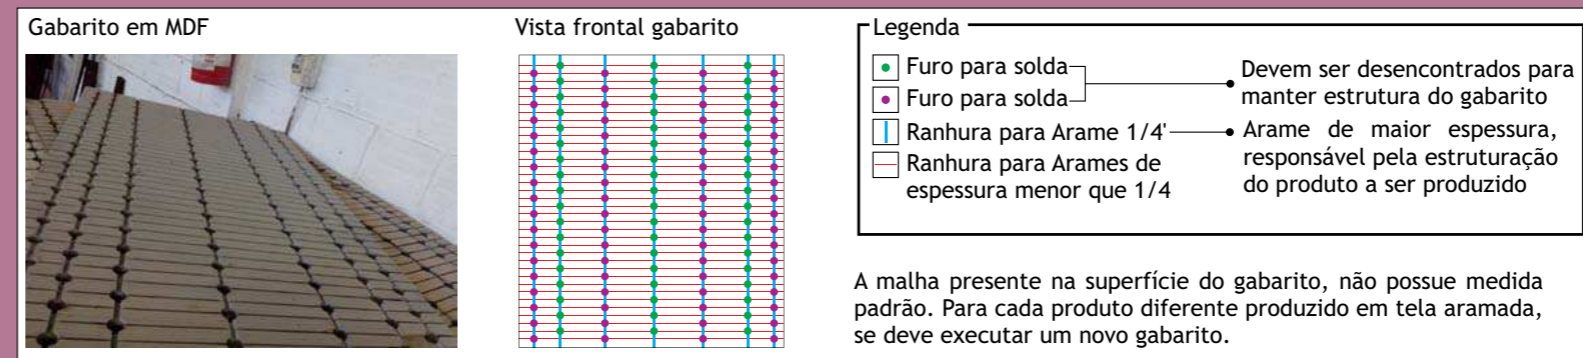 Gabarito em MDF
Vista frontal gabarito
Legenda
Furo para solda
Furo para solda
Devem ser desencontrados para
manter estrutura do gabarito
Ranhura para Arame 1/4'
Arame de maior espessura,
responsável pela estruturação
do produto a ser produzido
Ranhura para Arames de
espessura menor que 1/4
A malha presente na superfície do gabarito, não possue medida
padrão. Para cada produto diferente produzido em tela aramada,
se deve executar um novo gabarito.